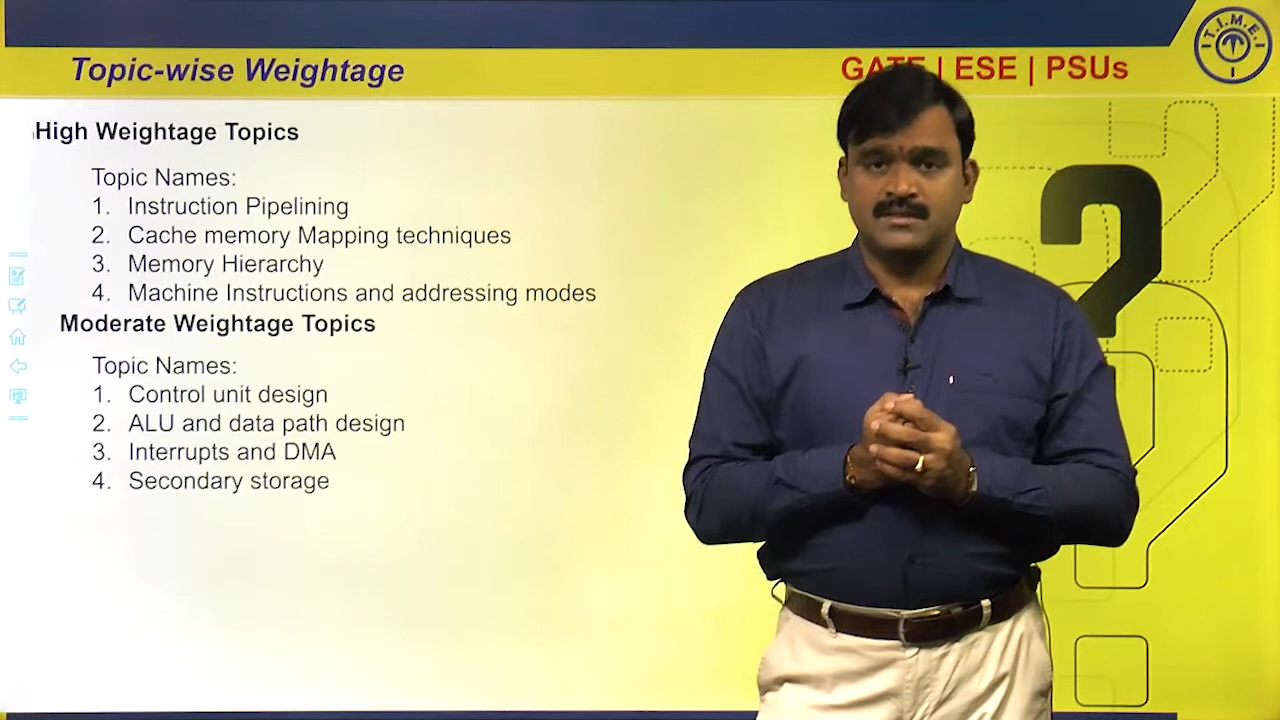 Topic-wise Weightage
GATE | ESE | PSUs
I.T.I.M.E.I
High Weightage Topics
Topic Names:
1. Instruction Pipelining
2. Cache memory Mapping techniques
3. Memory Hierarchy
4. Machine Instructions and addressing modes
Moderate Weightage Topics
Topic Names:
1. Control unit design
2. ALU and data path design
3. Interrupts and DMA
4. Secondary storage